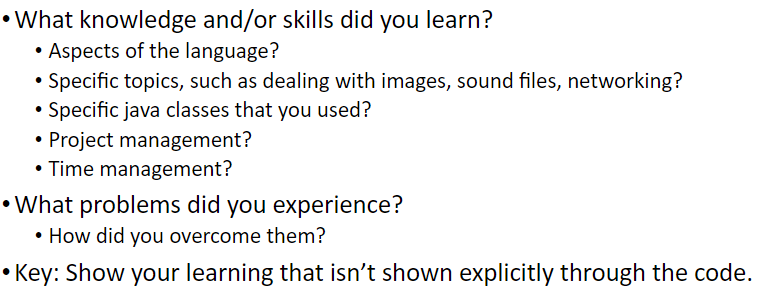 • What knowledge and/or skills did you learn?
• Aspects of the language?
• Specific topics, such as dealing with images, sound files, networking?
• Specific java classes that you used?
• Project management?
• Time management?
• What problems did you experience?
• How did you overcome them?
• Key: Show your learning that isn’t shown explicitly through the code.